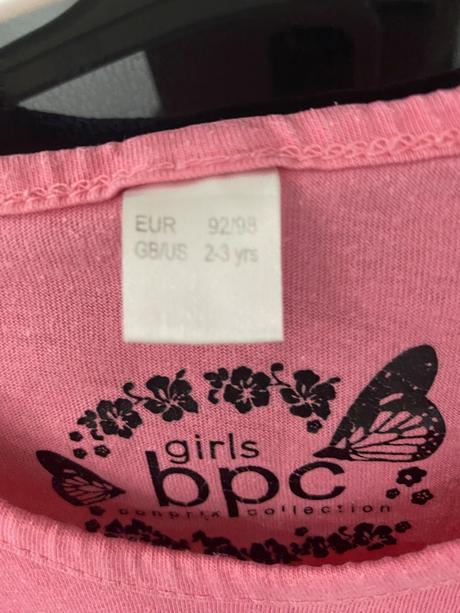 EUR 92/98
GB/US 2-3 yrs
girls
bpc
bonprix collection